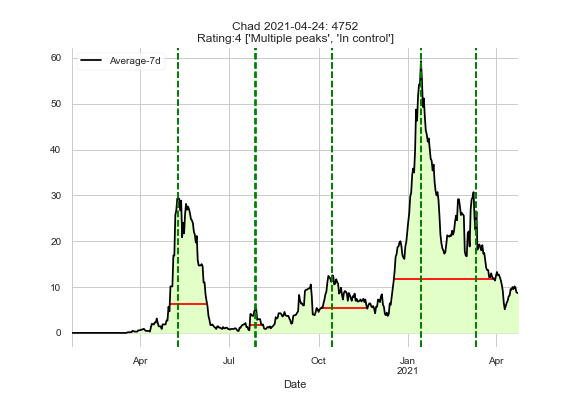 Chad 2021-04-24: 4752
Rating:4 ['Multiple peaks', 'In control']
Average-7d
60
50
40
30
20
10
0
Apr
Jul
Oct
Jan
2021
Apr
Date